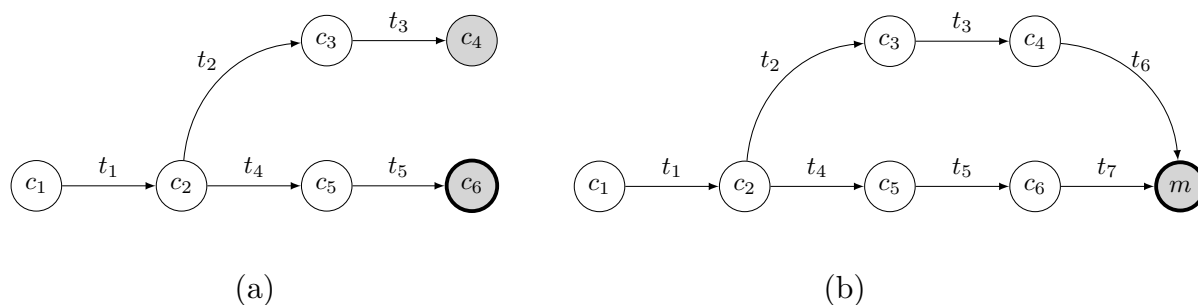 c₃ t₃ c₄ c₃ t₃ c₄
t₂ t₂ t₆
c₁ t₁ c₂ t₄ c₅ t₅ c₆ c₁ t₁ c₂ t₄ c₅ t₅ c₆ t₇ m
(a) (b)